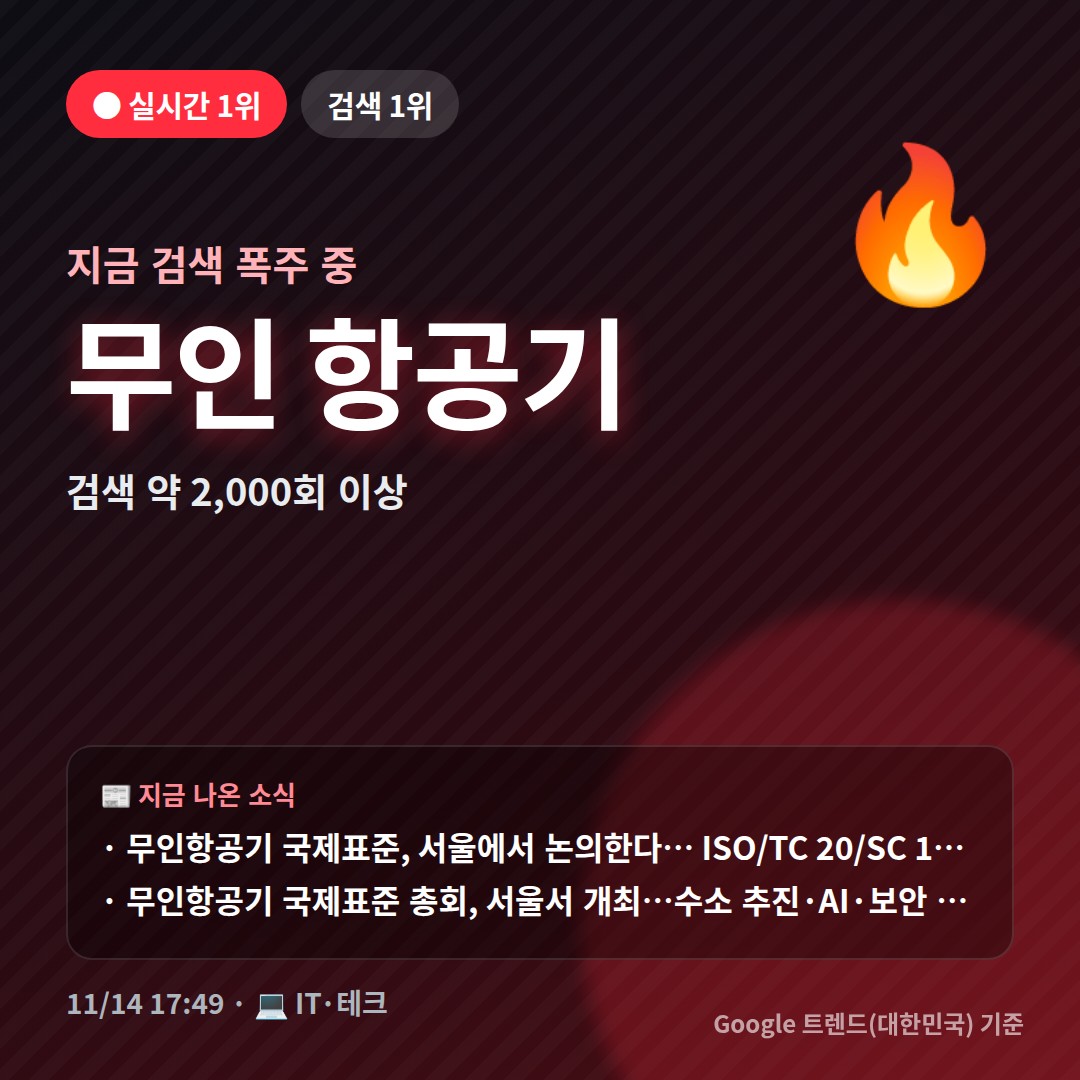 실시간 1위
검색 1위
지금 검색 폭주 중
무인 항공기
검색 약 2,000회 이상
지금 나온 소식
· 무인항공기 국제표준, 서울에서 논의한다… ISO/TC 20/SC 1…
· 무인항공기 국제표준 총회, 서울서 개최…수소 추진·AI·보안 …
11/14 17:49 · IT·테크
Google 트렌드(대한민국) 기준